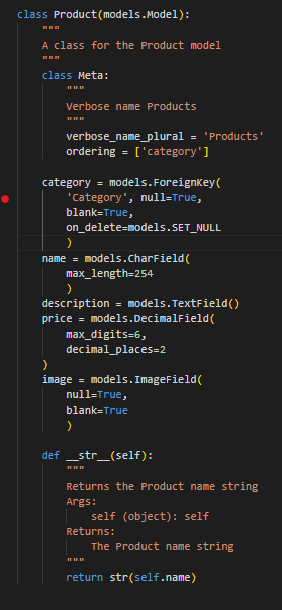 class Product(models.Model):
    """
    A class for the Product model
    """
    class Meta:
        """
        Verbose name Products
        """
        verbose_name_plural = 'Products'
        ordering = ['category']

    category = models.ForeignKey(
        'Category', null=True,
        blank=True,
        on_delete=models.SET_NULL
        )
    name = models.CharField(
        max_length=254
        )
    description = models.TextField()
    price = models.DecimalField(
        max_digits=6,
        decimal_places=2
    )
    image = models.ImageField(
        null=True,
        blank=True
        )

    def __str__(self):
        """
        Returns the Product name string
        Args:
            self (object): self
        Returns:
            The Product name string
        """
        return str(self.name)